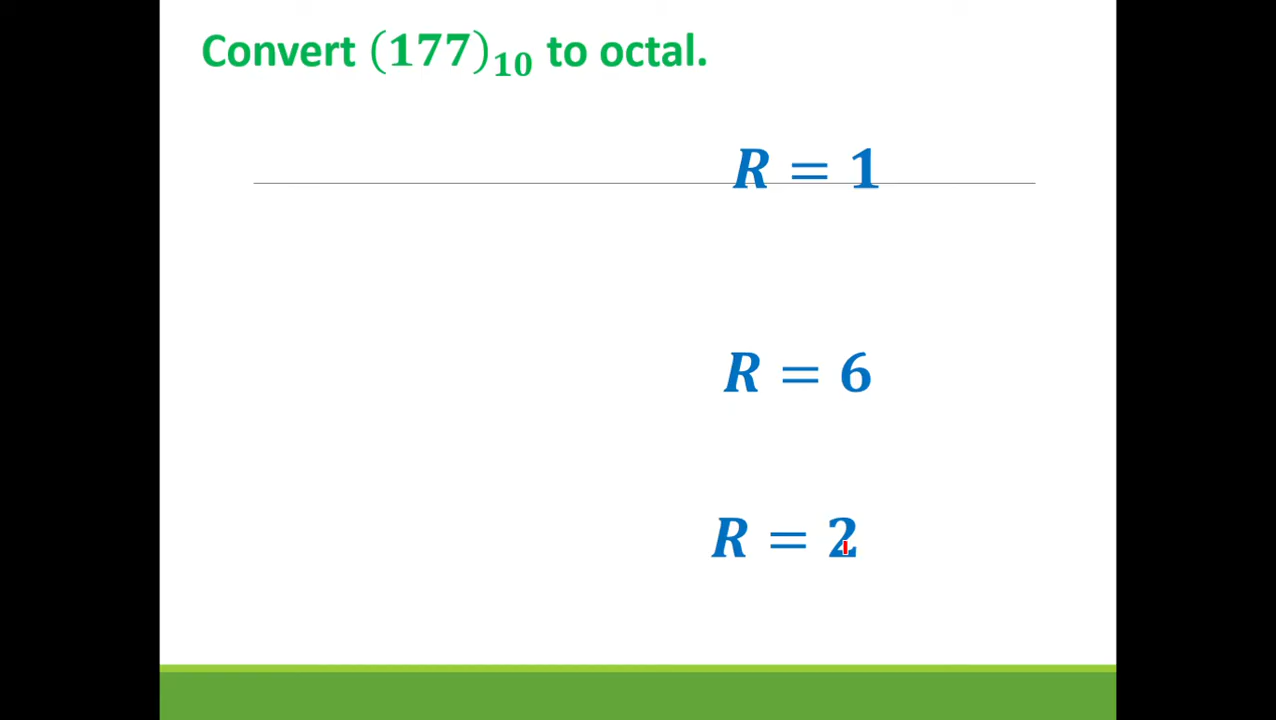 Convert (177)₁₀ to octal.
R = 1
R = 6
R = 2